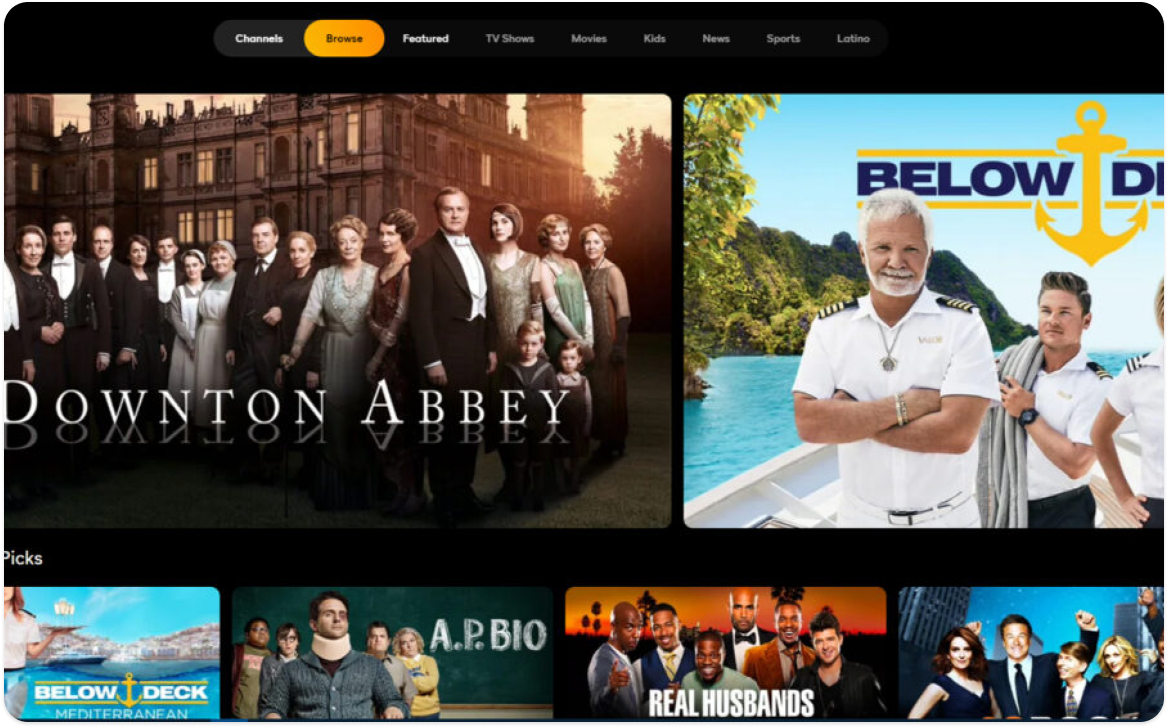 Channels Browse Featured TV Shows Movies Kids News Sports Latino
BELOW DE
DOWNTON ABBEY
Picks
A.P. BIO
BELOW DECK
MEDITERRANEAN
REAL HUSBANDS